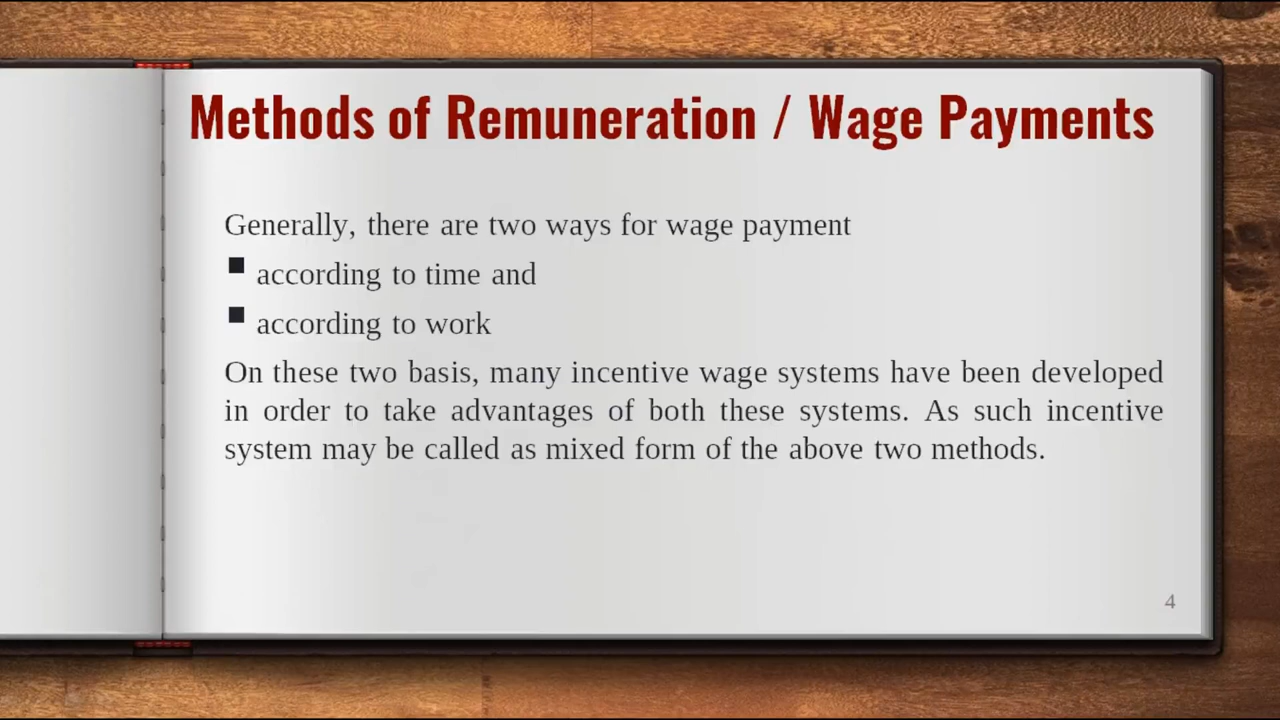 Methods of Remuneration / Wage Payments
Generally, there are two ways for wage payment
■ according to time and
■ according to work
On these two basis, many incentive wage systems have been developed
in order to take advantages of both these systems. As such incentive
system may be called as mixed form of the above two methods.
4